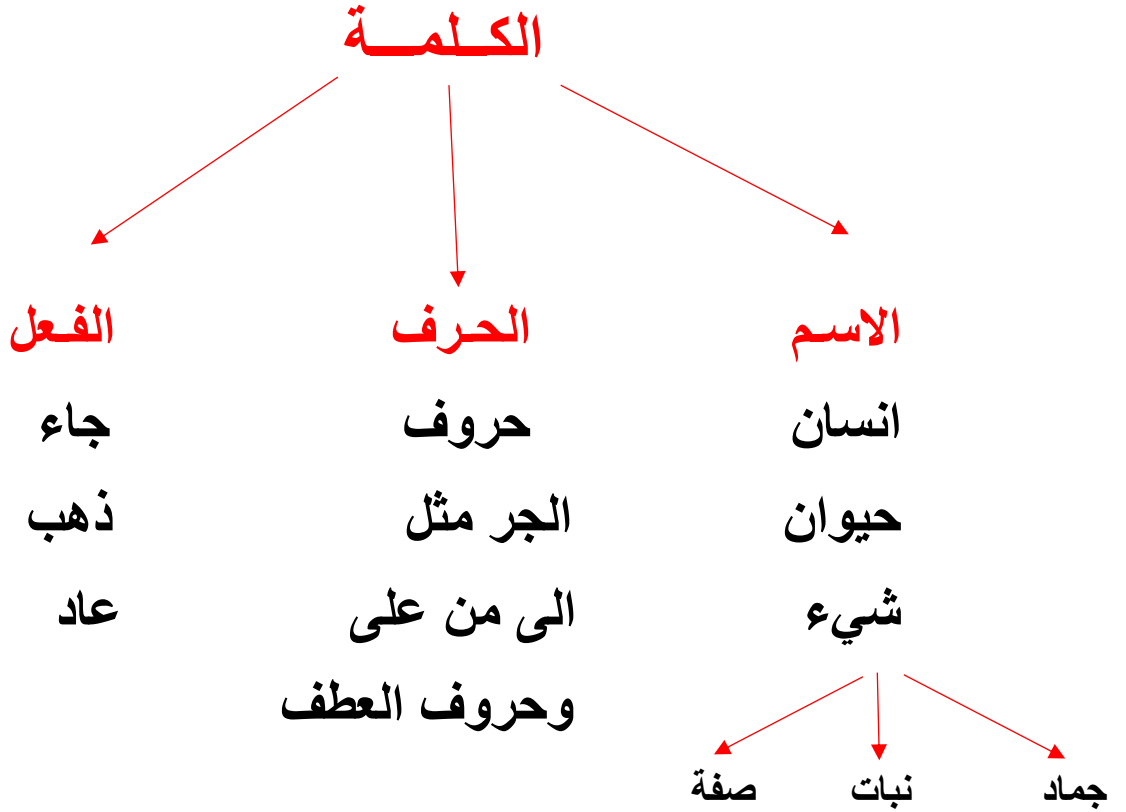 الكلمة
الاسم
الحرف
الفعل
انسان
حروف
جاء
حيوان
الجر مثل
ذهب
شيء
الى من على
عاد
وحروف العطف
جماد
نبات
صفة